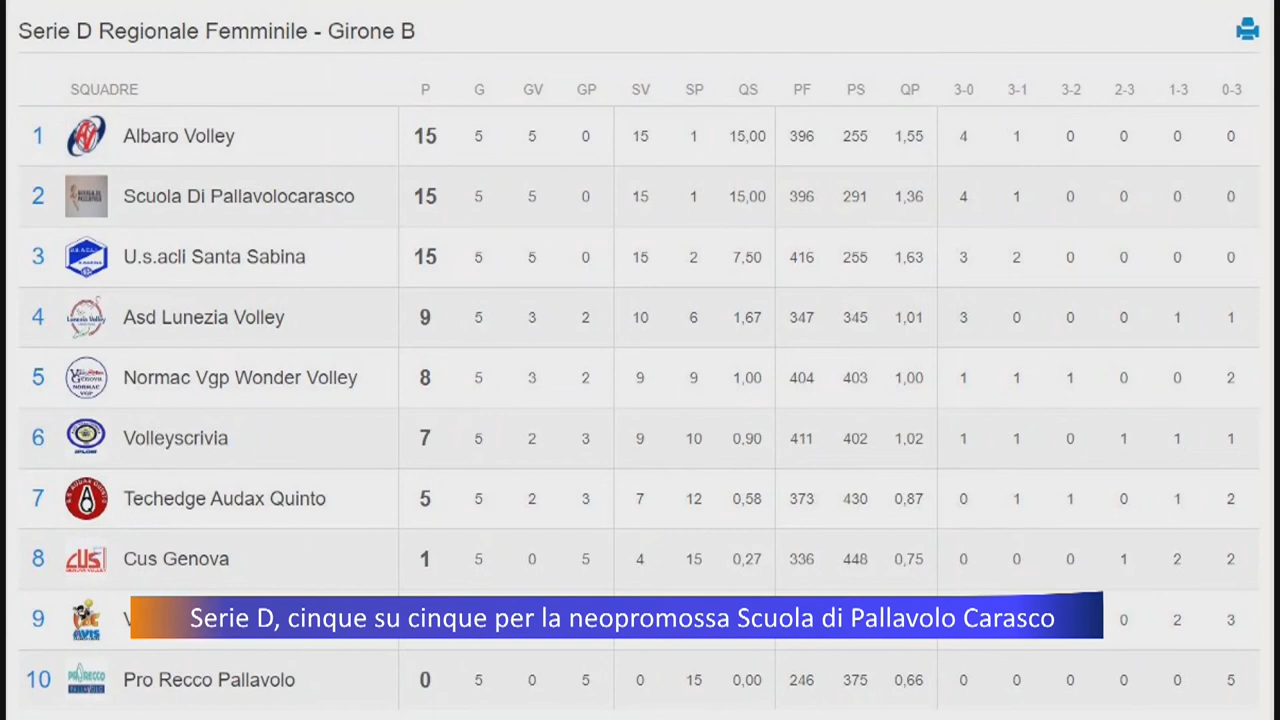 Serie D Regionale Femminile - Girone B
SQUADRE P G GV GP SV SP QS PF PS QP 3-0 3-1 3-2 2-3 1-3 0-3
1 Albaro Volley 15 5 5 0 15 1 15,00 396 255 1,55 4 1 0 0 0 0
2 Scuola Di Pallavolocarasco 15 5 5 0 15 1 15,00 396 291 1,36 4 1 0 0 0 0
3 U.s.acli Santa Sabina 15 5 5 0 15 2 7,50 416 255 1,63 3 2 0 0 0 0
4 Asd Lunezia Volley 9 5 3 2 10 6 1,67 347 345 1,01 3 0 0 0 1 1
5 Normac Vgp Wonder Volley 8 5 3 2 9 9 1,00 404 403 1,00 1 1 1 0 0 2
6 Volleyscrivia 7 5 2 3 9 10 0,90 411 402 1,02 1 1 0 1 1 1
7 Techedge Audax Quinto 5 5 2 3 7 12 0,58 373 430 0,87 0 1 1 0 1 2
8 Cus Genova 1 5 0 5 4 15 0,27 336 448 0,75 0 0 0 1 2 2
9 0 2 3
Serie D, cinque su cinque per la neopromossa Scuola di Pallavolo Carasco
10 Pro Recco Pallavolo 0 5 0 5 0 15 0,00 246 375 0,66 0 0 0 0 0 5